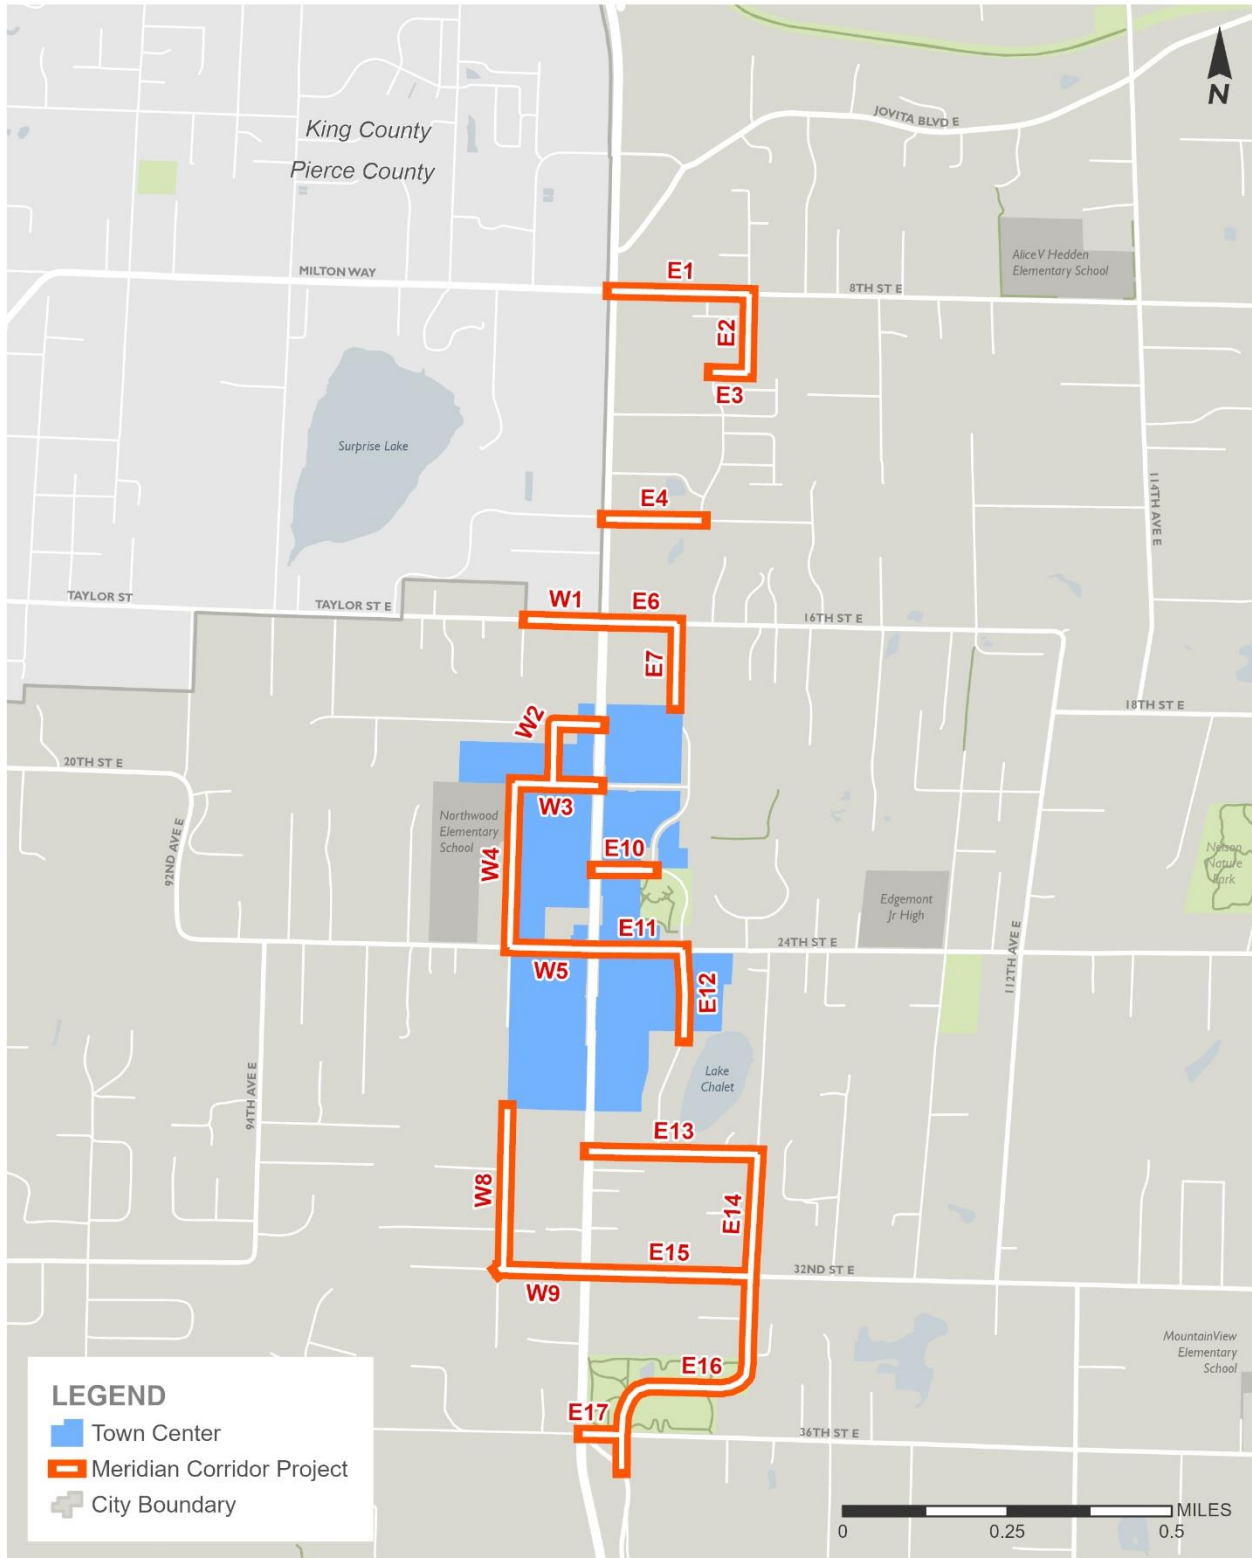 N
JOVITA BLVD E
King County
Pierce County
Alice V Hedden
Elementary School
MILTON WAY
E1
8TH ST E
E2
E3
Surprise Lake
114TH AVE E
E4
TAYLOR ST
TAYLOR ST E
W1
E6
16TH ST E
E7
18TH ST E
W2
20TH ST E
W3
Northwood
Elementary
School
92ND AVE E
W4
E10
Nelson
Nature
Park
Edgemont
Jr High
E11
24TH ST E
112TH AVE E
W5
E12
Lake
Chalet
94TH AVE E
E13
W8
E14
E15
32ND ST E
W9
MountainView
Elementary
School
E16
E17
36TH ST E
LEGEND
Town Center
Meridian Corridor Project
City Boundary
MILES
0
0.25
0.5